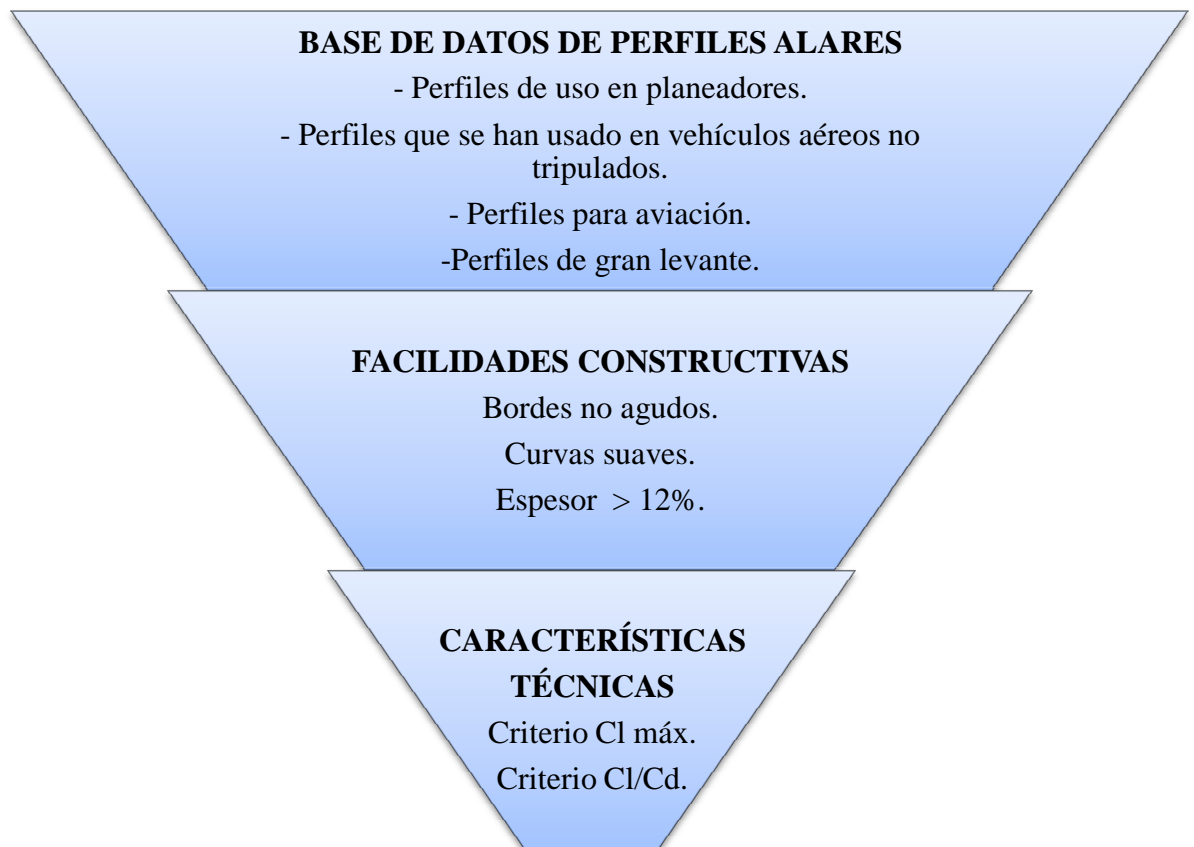 BASE DE DATOS DE PERFILES ALARES
- Perfiles de uso en planeadores.
- Perfiles que se han usado en vehículos aéreos no
tripulados.
- Perfiles para aviación.
-Perfiles de gran levante.
FACILIDADES CONSTRUCTIVAS
Bordes no agudos.
Curvas suaves.
Espesor > 12%.
CARACTERÍSTICAS
TÉCNICAS
Criterio Cl máx.
Criterio Cl/Cd.